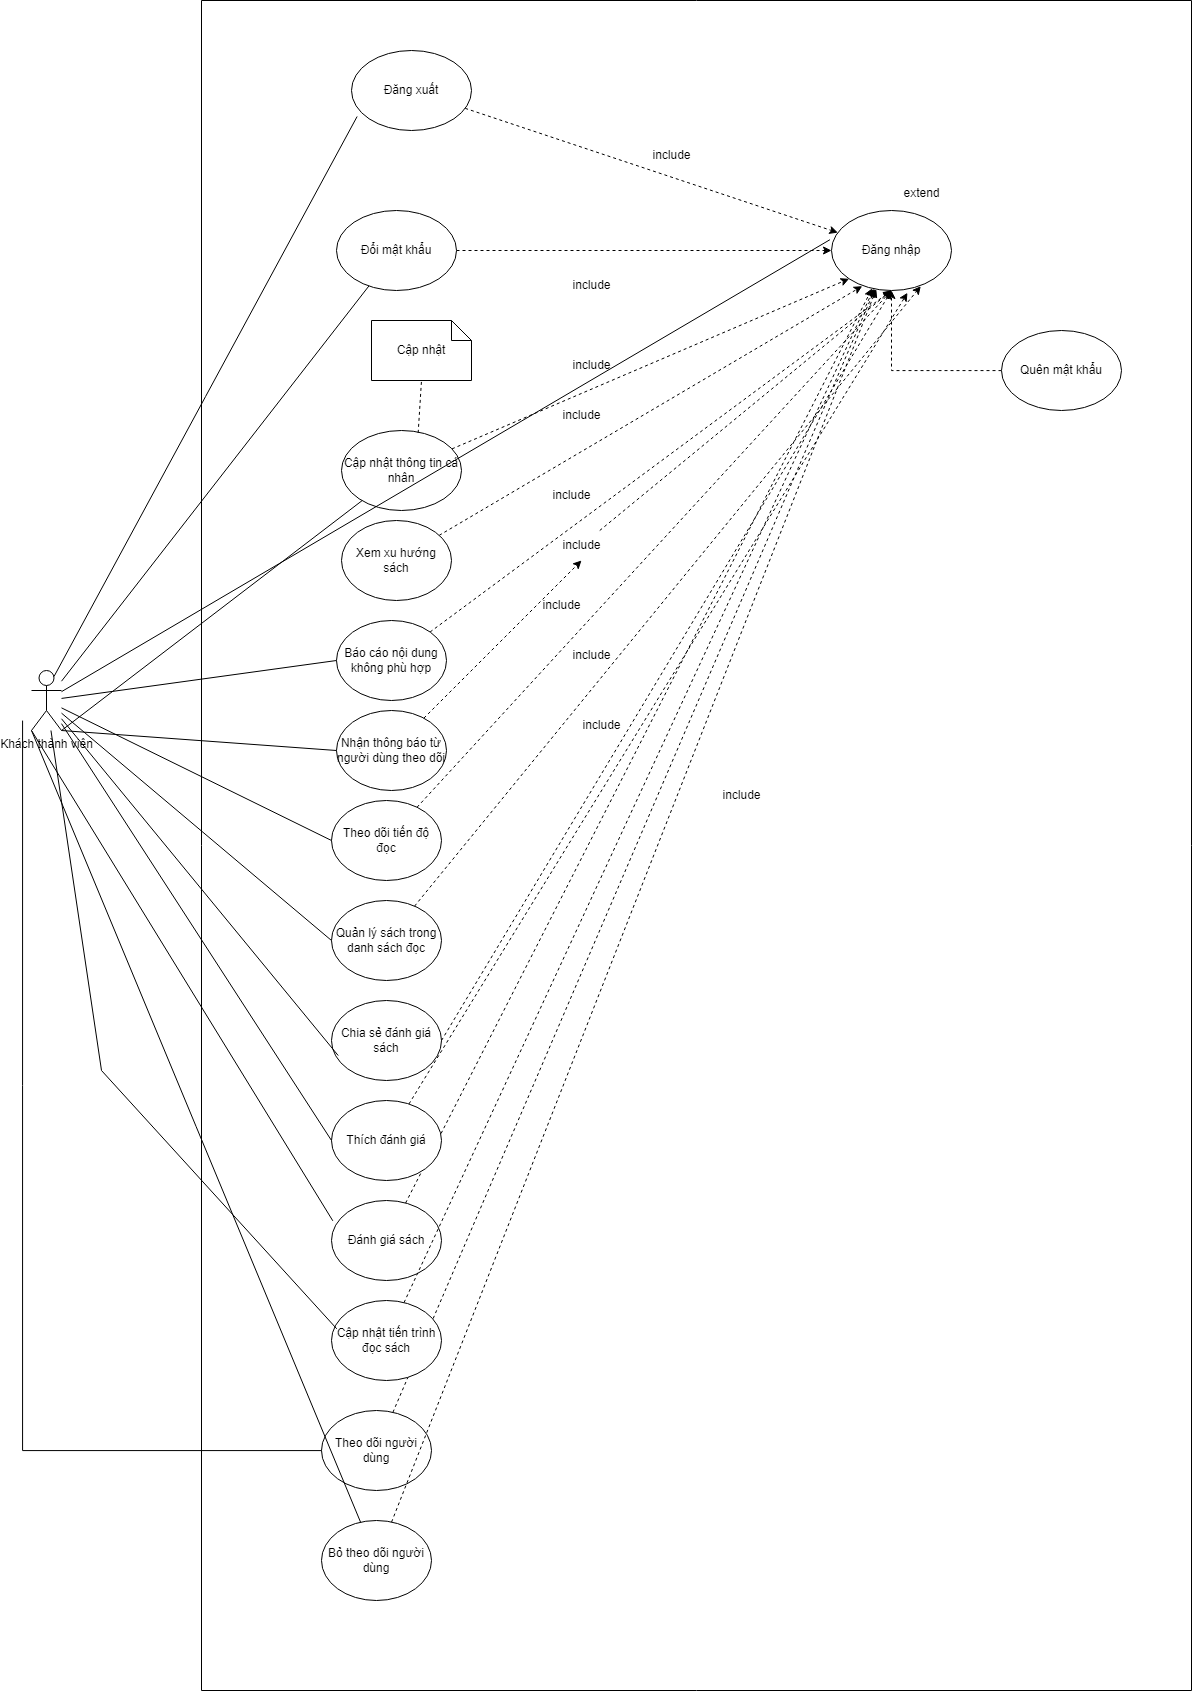 Đăng xuất
include
extend
Đổi mật khẩu
Đăng nhập
include
Cập nhật
include
Quên mật khẩu
include
Cập nhật thông tin cá
nhân
include
include
Xem xu hướng
sách
include
Báo cáo nội dung
không phù hợp
include
Khách thành viên
include
Nhận thông báo từ
người dùng theo dõi
include
Theo dõi tiến độ
đọc
Quản lý sách trong
danh sách đọc
Chia sẻ đánh giá
sách
Thích đánh giá
Đánh giá sách
Cập nhật tiến trình
đọc sách
Theo dõi người
dùng
Bỏ theo dõi người
dùng